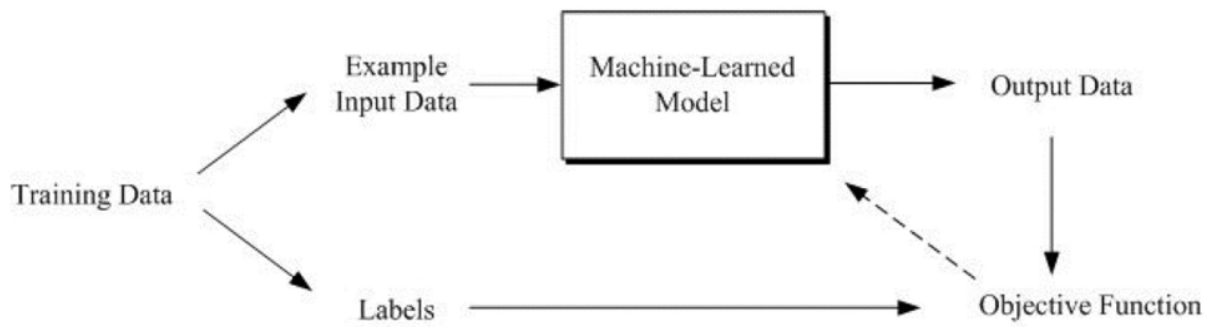 Example
Input Data
Machine-Learned
Model
Output Data
Training Data
Labels
Objective Function